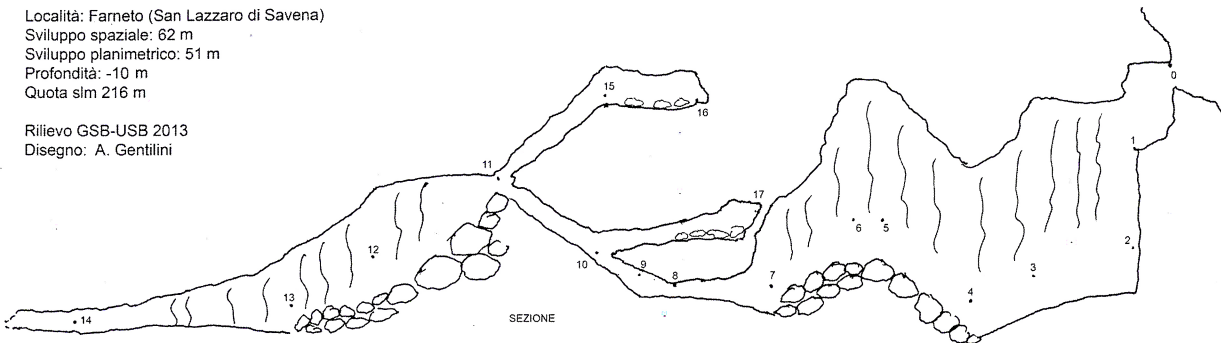 Località: Farneto (San Lazzaro di Savena)
Sviluppo spaziale: 62 m
Sviluppo planimetrico: 51 m
Profondità: -10 m
Quota slm 216 m
Rilievo GSB-USB 2013
Disegno: A. Gentilini
0
15
16
1
11
17
6
5
12
10
9
8
7
2
3
4
13
14
SEZIONE